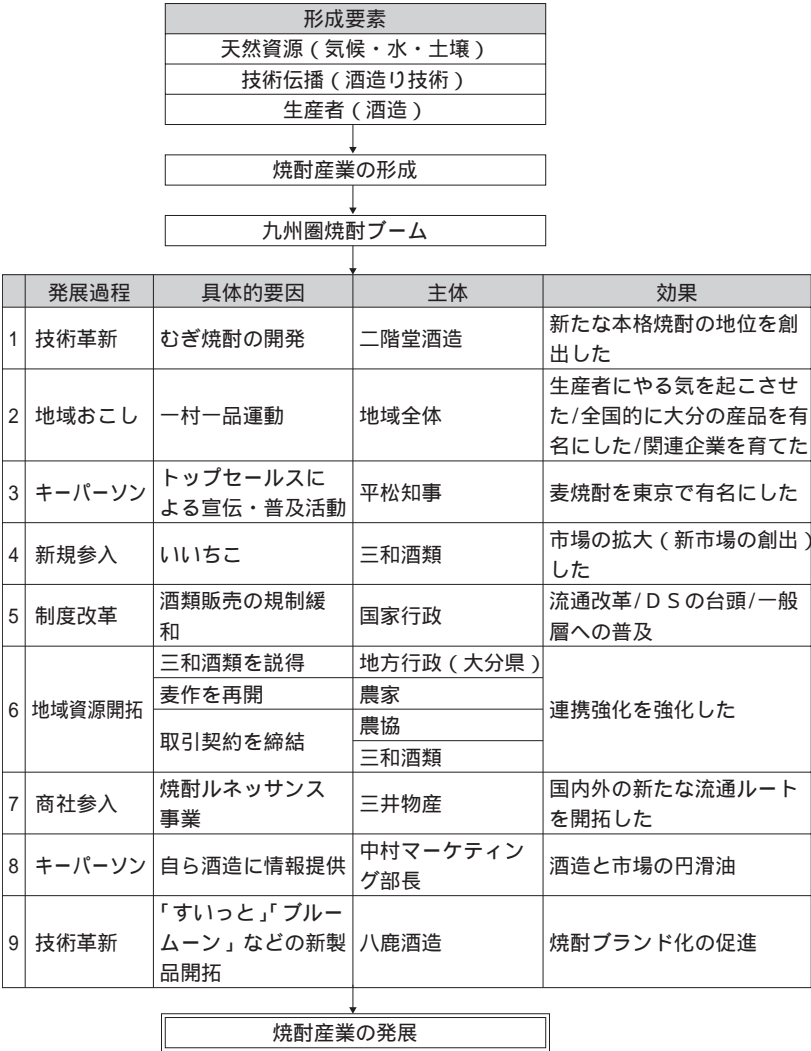 形成要素
天然資源（気候・水・土壌）
技術伝播（酒造り技術）
生産者（酒造）
焼酎産業の形成
九州圏焼酎ブーム
発展過程 具体的要因 主体 効果
1 技術革新 むぎ焼酎の開発 二階堂酒造 新たな本格焼酎の地位を創
出した
2 地域おこし 一村一品運動 地域全体 生産者にやる気を起こさせ
た/全国的に大分の産品を有
名にした/関連企業を育てた
3 キーパーソン トップセールスに
よる宣伝・普及活動 平松知事 麦焼酎を東京で有名にした
4 新規参入 いいちこ 三和酒類 市場の拡大（新市場の創出）
した
5 制度改革 酒類販売の規制緩
和 国家行政 流通改革/ＤＳの台頭/一般
層への普及
6 地域資源開拓 三和酒類を説得 地方行政（大分県）
麦作を再開 農家
取引契約を締結 農協
三和酒類
連携強化を強化した
7 商社参入 焼酎ルネッサンス
事業 三井物産 国内外の新たな流通ルート
を開拓した
8 キーパーソン 自ら酒造に情報提供 中村マーケティン
グ部長 酒造と市場の円滑油
9 技術革新 「すいっと」「ブルー
ムーン」などの新製
品開拓 八鹿酒造 焼酎ブランド化の促進
焼酎産業の発展